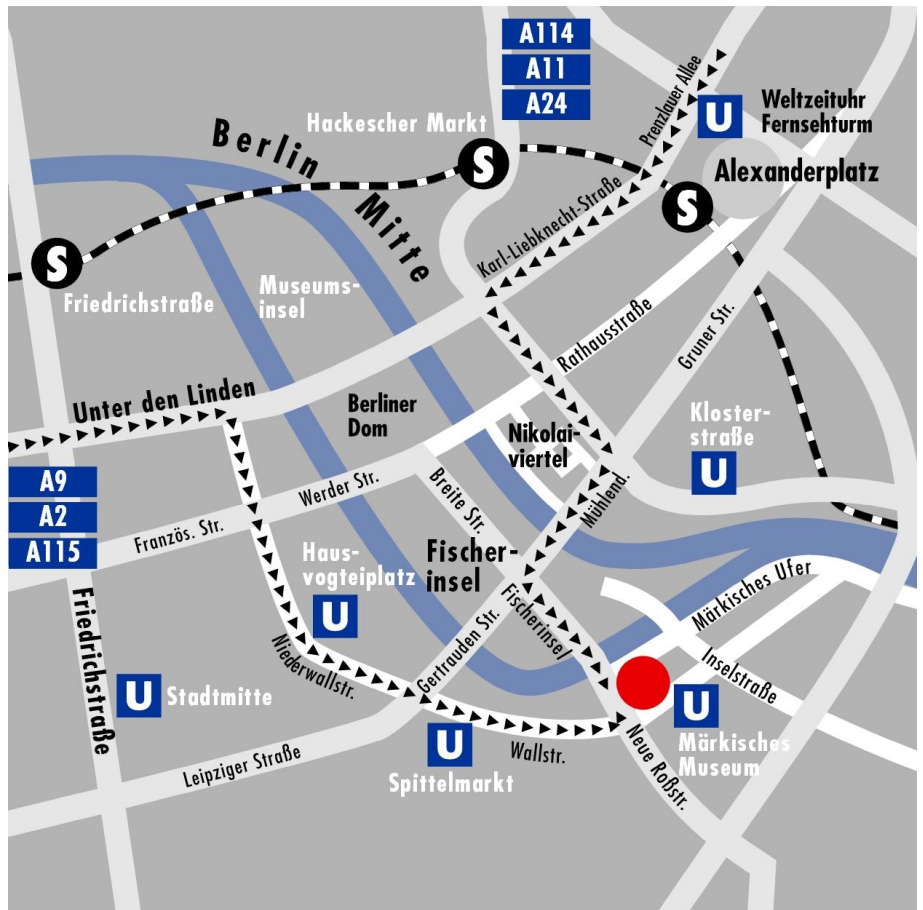 A114
A11
A24
Prenzlauer Allee
U
Weltzeituhr
Fernsehturm
Hackescher Markt
Berlin
Mitte
S
Alexanderplatz
S
S
Karl-Liebknecht-Straße
Friedrichstraße
Museums-
insel
Rathausstraße
Gruner Str.
Unter den Linden
Berliner
Dom
Nikolai-
viertel
Kloster-
straße
U
A9
A2
A115
Werder Str.
Französ. Str.
Breite Str.
Mühlend.
Haus-
vogteiplatz
U
Fischer-
insel
Märkisches Ufer
Friedrichstraße
Niederwallstr.
Gertrauden Str.
Fischerinsel
Inselstraße
U
Stadtmitte
U
Märkisches
Museum
Leipziger Straße
U
Spittelmarkt
Wallstr.
Neue Roßstr.